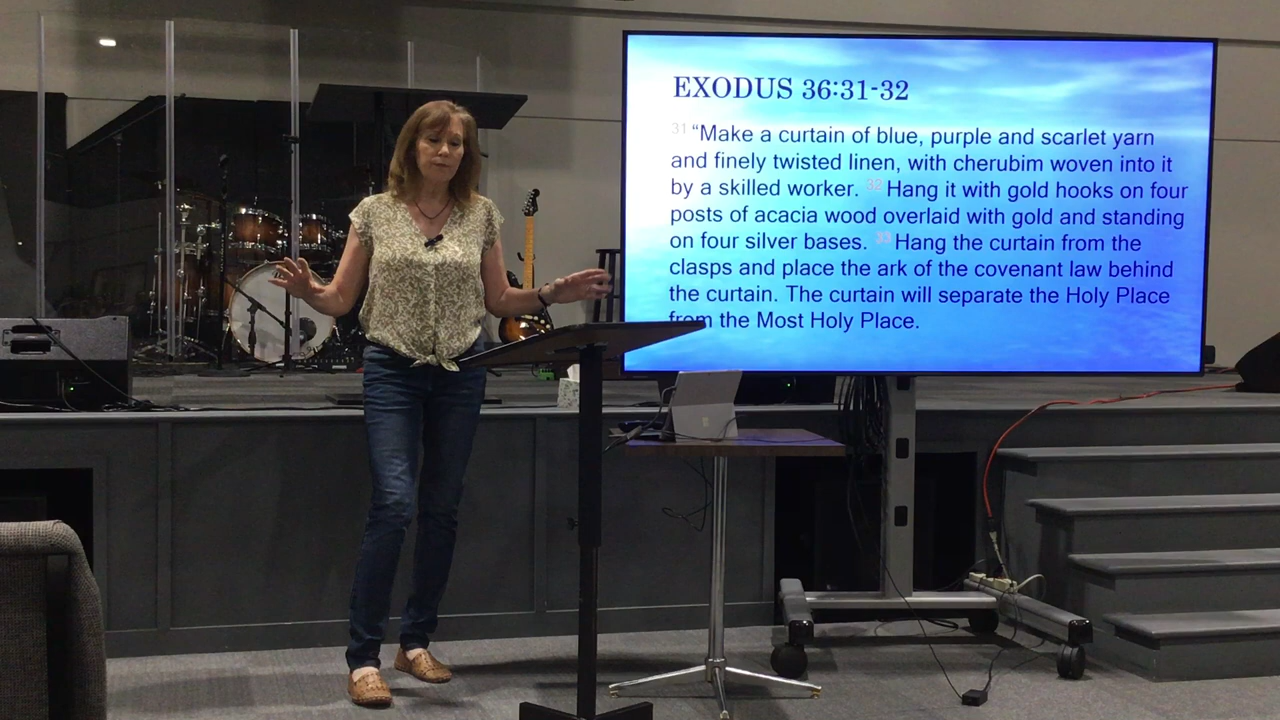 EXODUS 36:31-32
31 “Make a curtain of blue, purple and scarlet yarn
and finely twisted linen, with cherubim woven into it
by a skilled worker. 32 Hang it with gold hooks on four
posts of acacia wood overlaid with gold and standing
on four silver bases. 33 Hang the curtain from the
clasps and place the ark of the covenant law behind
the curtain. The curtain will separate the Holy Place
from the Most Holy Place.